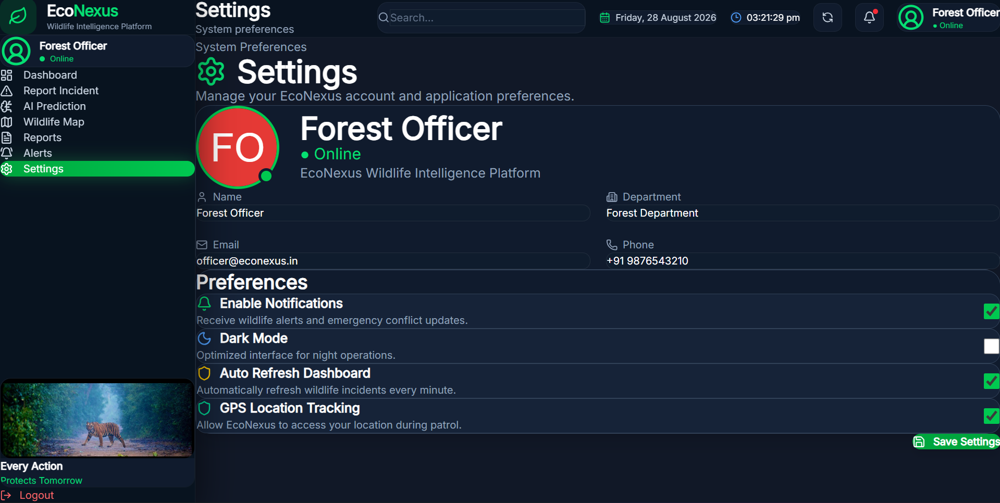 EcoNexus
Wildlife Intelligence Platform
Forest Officer
Online
Dashboard
Report Incident
AI Prediction
Wildlife Map
Reports
Alerts
Settings
Every Action
Protects Tomorrow
Logout
Settings
System preferences
Search...
Friday, 28 August 2026
03:21:29 pm
Forest Officer
Online
System Preferences
Settings
Manage your EcoNexus account and application preferences.
FO
Forest Officer
Online
EcoNexus Wildlife Intelligence Platform
Name
Forest Officer
Department
Forest Department
Email
officer@econexus.in
Phone
+91 9876543210
Preferences
Enable Notifications
Receive wildlife alerts and emergency conflict updates.
Dark Mode
Optimized interface for night operations.
Auto Refresh Dashboard
Automatically refresh wildlife incidents every minute.
GPS Location Tracking
Allow EcoNexus to access your location during patrol.
Save Settings